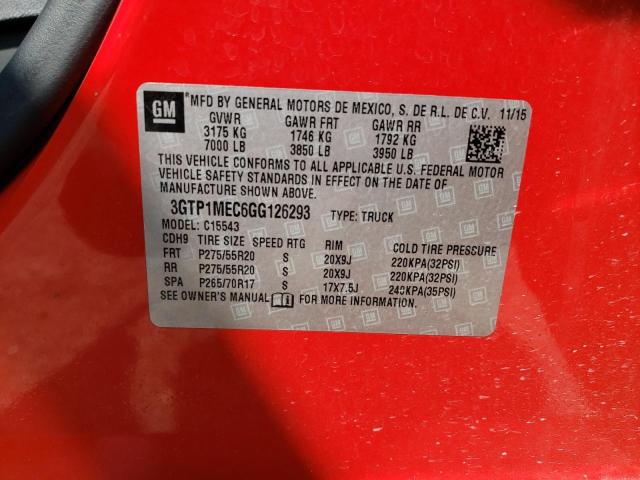 GM MFD BY GENERAL MOTORS DE MEXICO, S. DE R.L. DE C.V. 11/15
GVWR GAWR FRT GAWR RR
3175 KG 1746 KG 1792 KG
7000 LB 3850 LB 3950 LB
THIS VEHICLE CONFORMS TO ALL APPLICABLE U.S. FEDERAL MOTOR
VEHICLE SAFETY STANDARDS IN EFFECT ON THE DATE OF
MANUFACTURE SHOWN ABOVE.
3GTP1MEC6GG126293 TYPE: TRUCK
MODEL: C15543
CDH9 TIRE SIZE SPEED RTG RIM COLD TIRE PRESSURE
FRT P275/55R20 S 20X9J 220KPA(32PSI)
RR P275/55R20 S 20X9J 220KPA(32PSI)
SPA P265/70R17 S 17X7.5J 240KPA(35PSI)
SEE OWNER'S MANUAL FOR MORE INFORMATION.